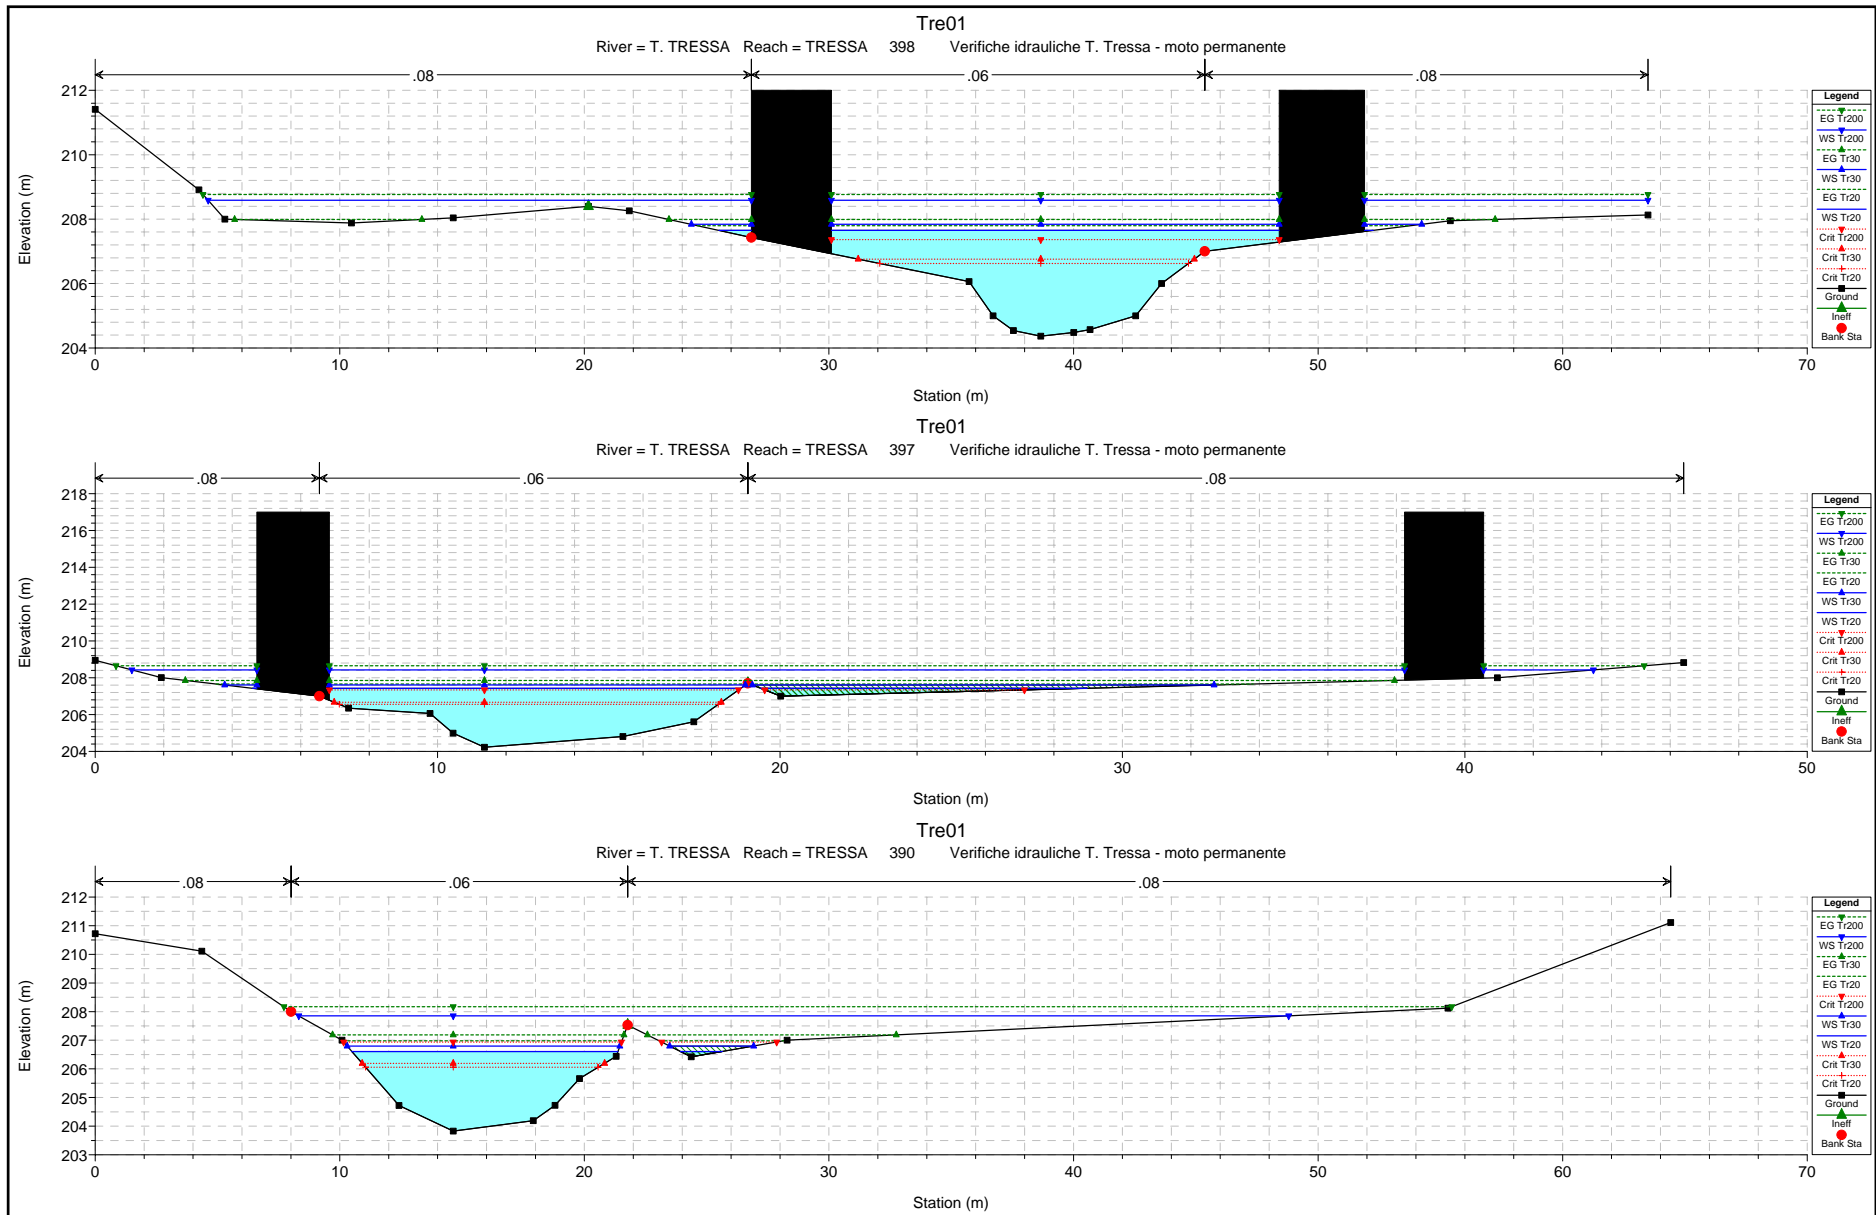 Tre01
River = T. TRESSA Reach = TRESSA 398 Verifiche idrauliche T. Tressa - moto permanente
.08 .06 .08
212
210
208
206
204
0 10 20 30 40 50 60 70
Elevation (m)
Station (m)
Legend
EG Tr200
WS Tr200
EG Tr30
WS Tr30
EG Tr20
WS Tr20
Crit Tr200
Crit Tr30
Crit Tr20
Ground
Ineff
Bank Sta
Tre01
River = T. TRESSA Reach = TRESSA 397 Verifiche idrauliche T. Tressa - moto permanente
.08 .06 .08
218
216
214
212
210
208
206
204
0 10 20 30 40 50
Elevation (m)
Station (m)
Legend
EG Tr200
WS Tr200
EG Tr30
EG Tr20
WS Tr30
WS Tr20
Crit Tr200
Crit Tr30
Crit Tr20
Ground
Ineff
Bank Sta
Tre01
River = T. TRESSA Reach = TRESSA 390 Verifiche idrauliche T. Tressa - moto permanente
.08 .06 .08
212
211
210
209
208
207
206
205
204
203
0 10 20 30 40 50 60 70
Elevation (m)
Station (m)
Legend
EG Tr200
WS Tr200
EG Tr30
EG Tr20
Crit Tr200
WS Tr30
WS Tr20
Crit Tr30
Crit Tr20
Ground
Ineff
Bank Sta